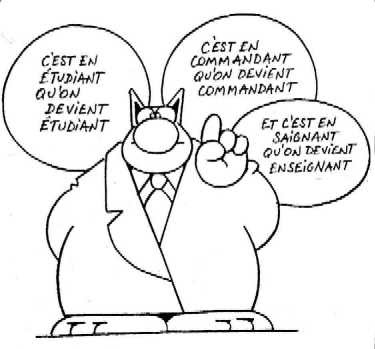 C'EST EN
ÉTUDIANT
QU'ON
DEVIENT
ÉTUDIANT
C'EST EN
COMMANDANT
QU'ON DEVIENT
COMMANDANT
ET C'EST EN
SAIGNANT
QU'ON DEVIENT
ENSEIGNANT